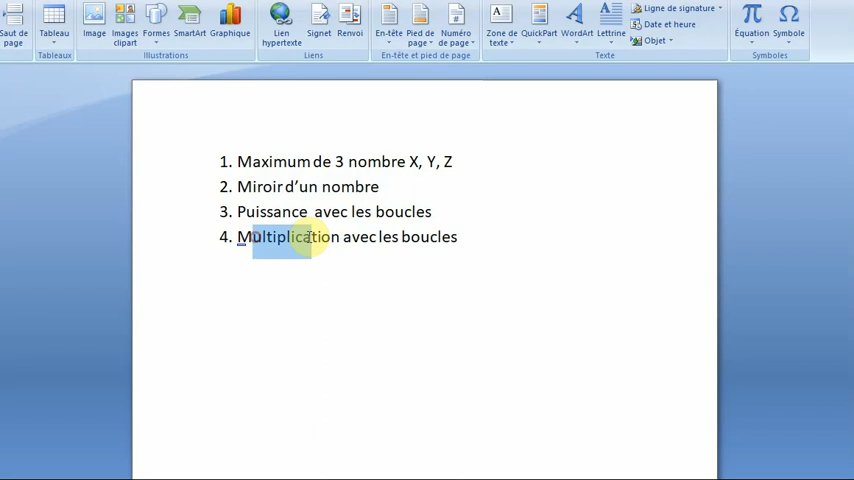 Saut de page
Tableau
Image
Images clipart
Formes
SmartArt
Graphique
Lien hypertexte
Signet
Renvoi
En-tête
Pied de page
Numéro de page
Zone de texte
QuickPart
WordArt
Lettrine
Ligne de signature
Date et heure
Objet
Équation
Symbole
Tableaux
Illustrations
Liens
En-tête et pied de page
Texte
Symboles
1. Maximum de 3 nombre X, Y, Z
2. Miroir d’un nombre
3. Puissance avec les boucles
4. Multiplication avec les boucles